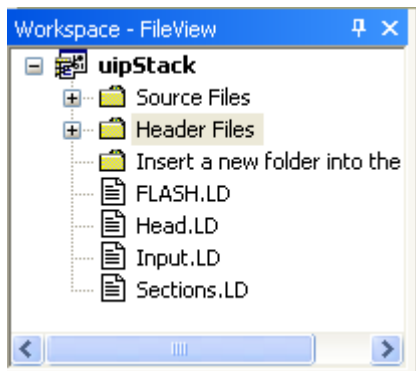 Workspace - FileView
uipStack
Source Files
Header Files
Insert a new folder into the
FLASH.LD
Head.LD
Input.LD
Sections.LD